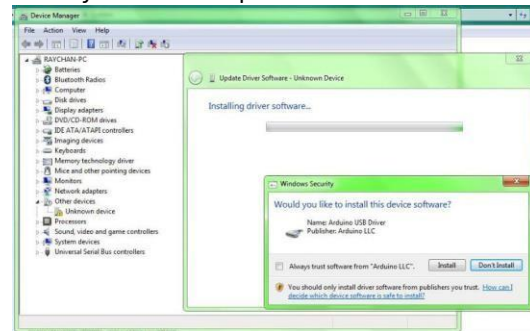 Device Manager
File Action View Help
RAYCHAN-PC
Batteries
Bluetooth Radios
Computer
Disk drives
Display adapters
DVD/CD-ROM drives
IDE ATA/ATAPI controllers
Imaging devices
Keyboards
Memory technology driver
Mice and other pointing devices
Monitors
Network adapters
Other devices
Unknown device
Processors
Sound, video and game controllers
System devices
Universal Serial Bus controllers
Update Driver Software - Unknown Device
Installing driver software...
Windows Security
Would you like to install this device software?
Name: Arduino USB Driver
Publisher: Arduino LLC
Always trust software from "Arduino LLC".
Install
Don't Install
You should only install driver software from publishers you trust. How can I
decide which device software is safe to install?